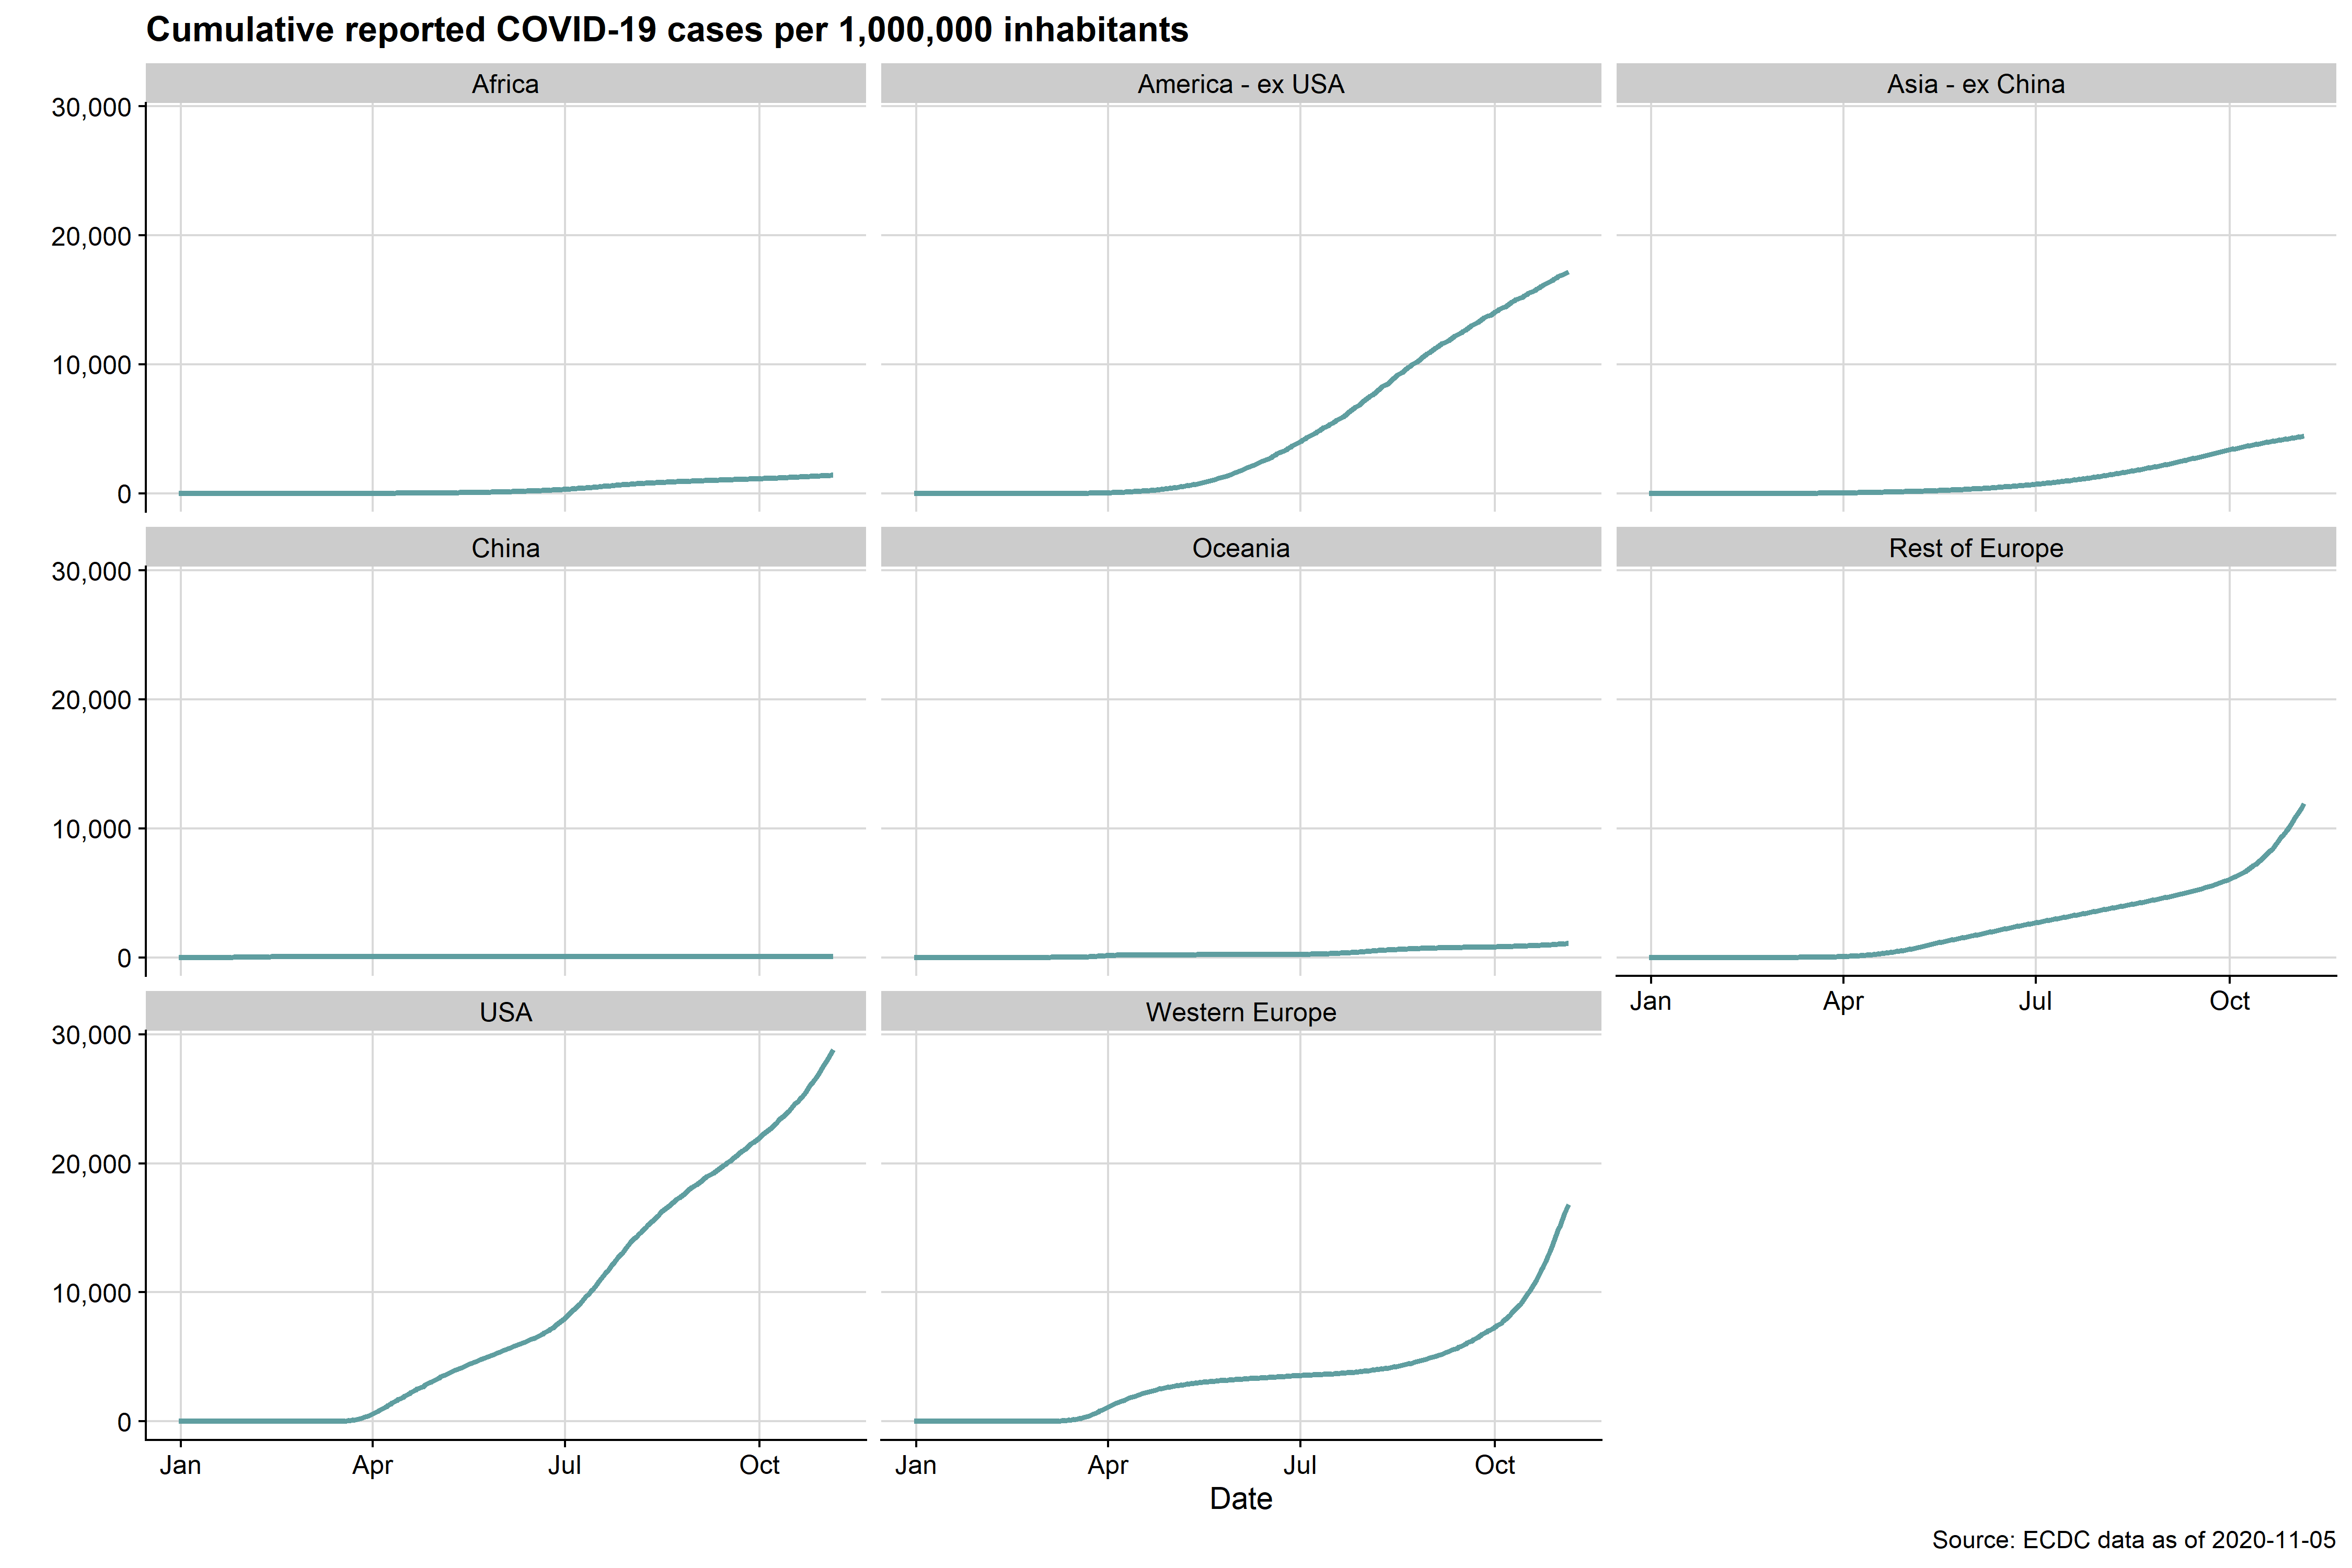 Cumulative reported COVID-19 cases per 1,000,000 inhabitants
Africa
America - ex USA
Asia - ex China
30,000
20,000
10,000
0
China
Oceania
Rest of Europe
30,000
20,000
10,000
0
Jan
Apr
Jul
Oct
USA
Western Europe
30,000
20,000
10,000
0
Jan
Apr
Jul
Oct
Jan
Apr
Jul
Oct
Date
Source: ECDC data as of 2020-11-05